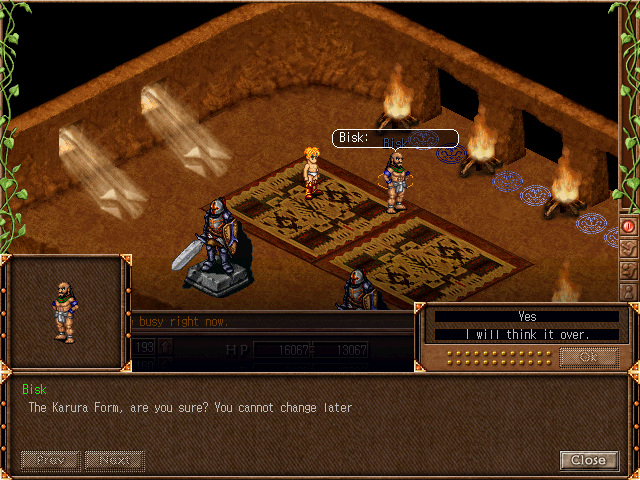 Bisk:
Bisk
busy right now.
193
HP 16067 13067
Yes
I will think it over.
Ok
Bisk
The Karura Form, are you sure? You cannot change later
Prev Next Close